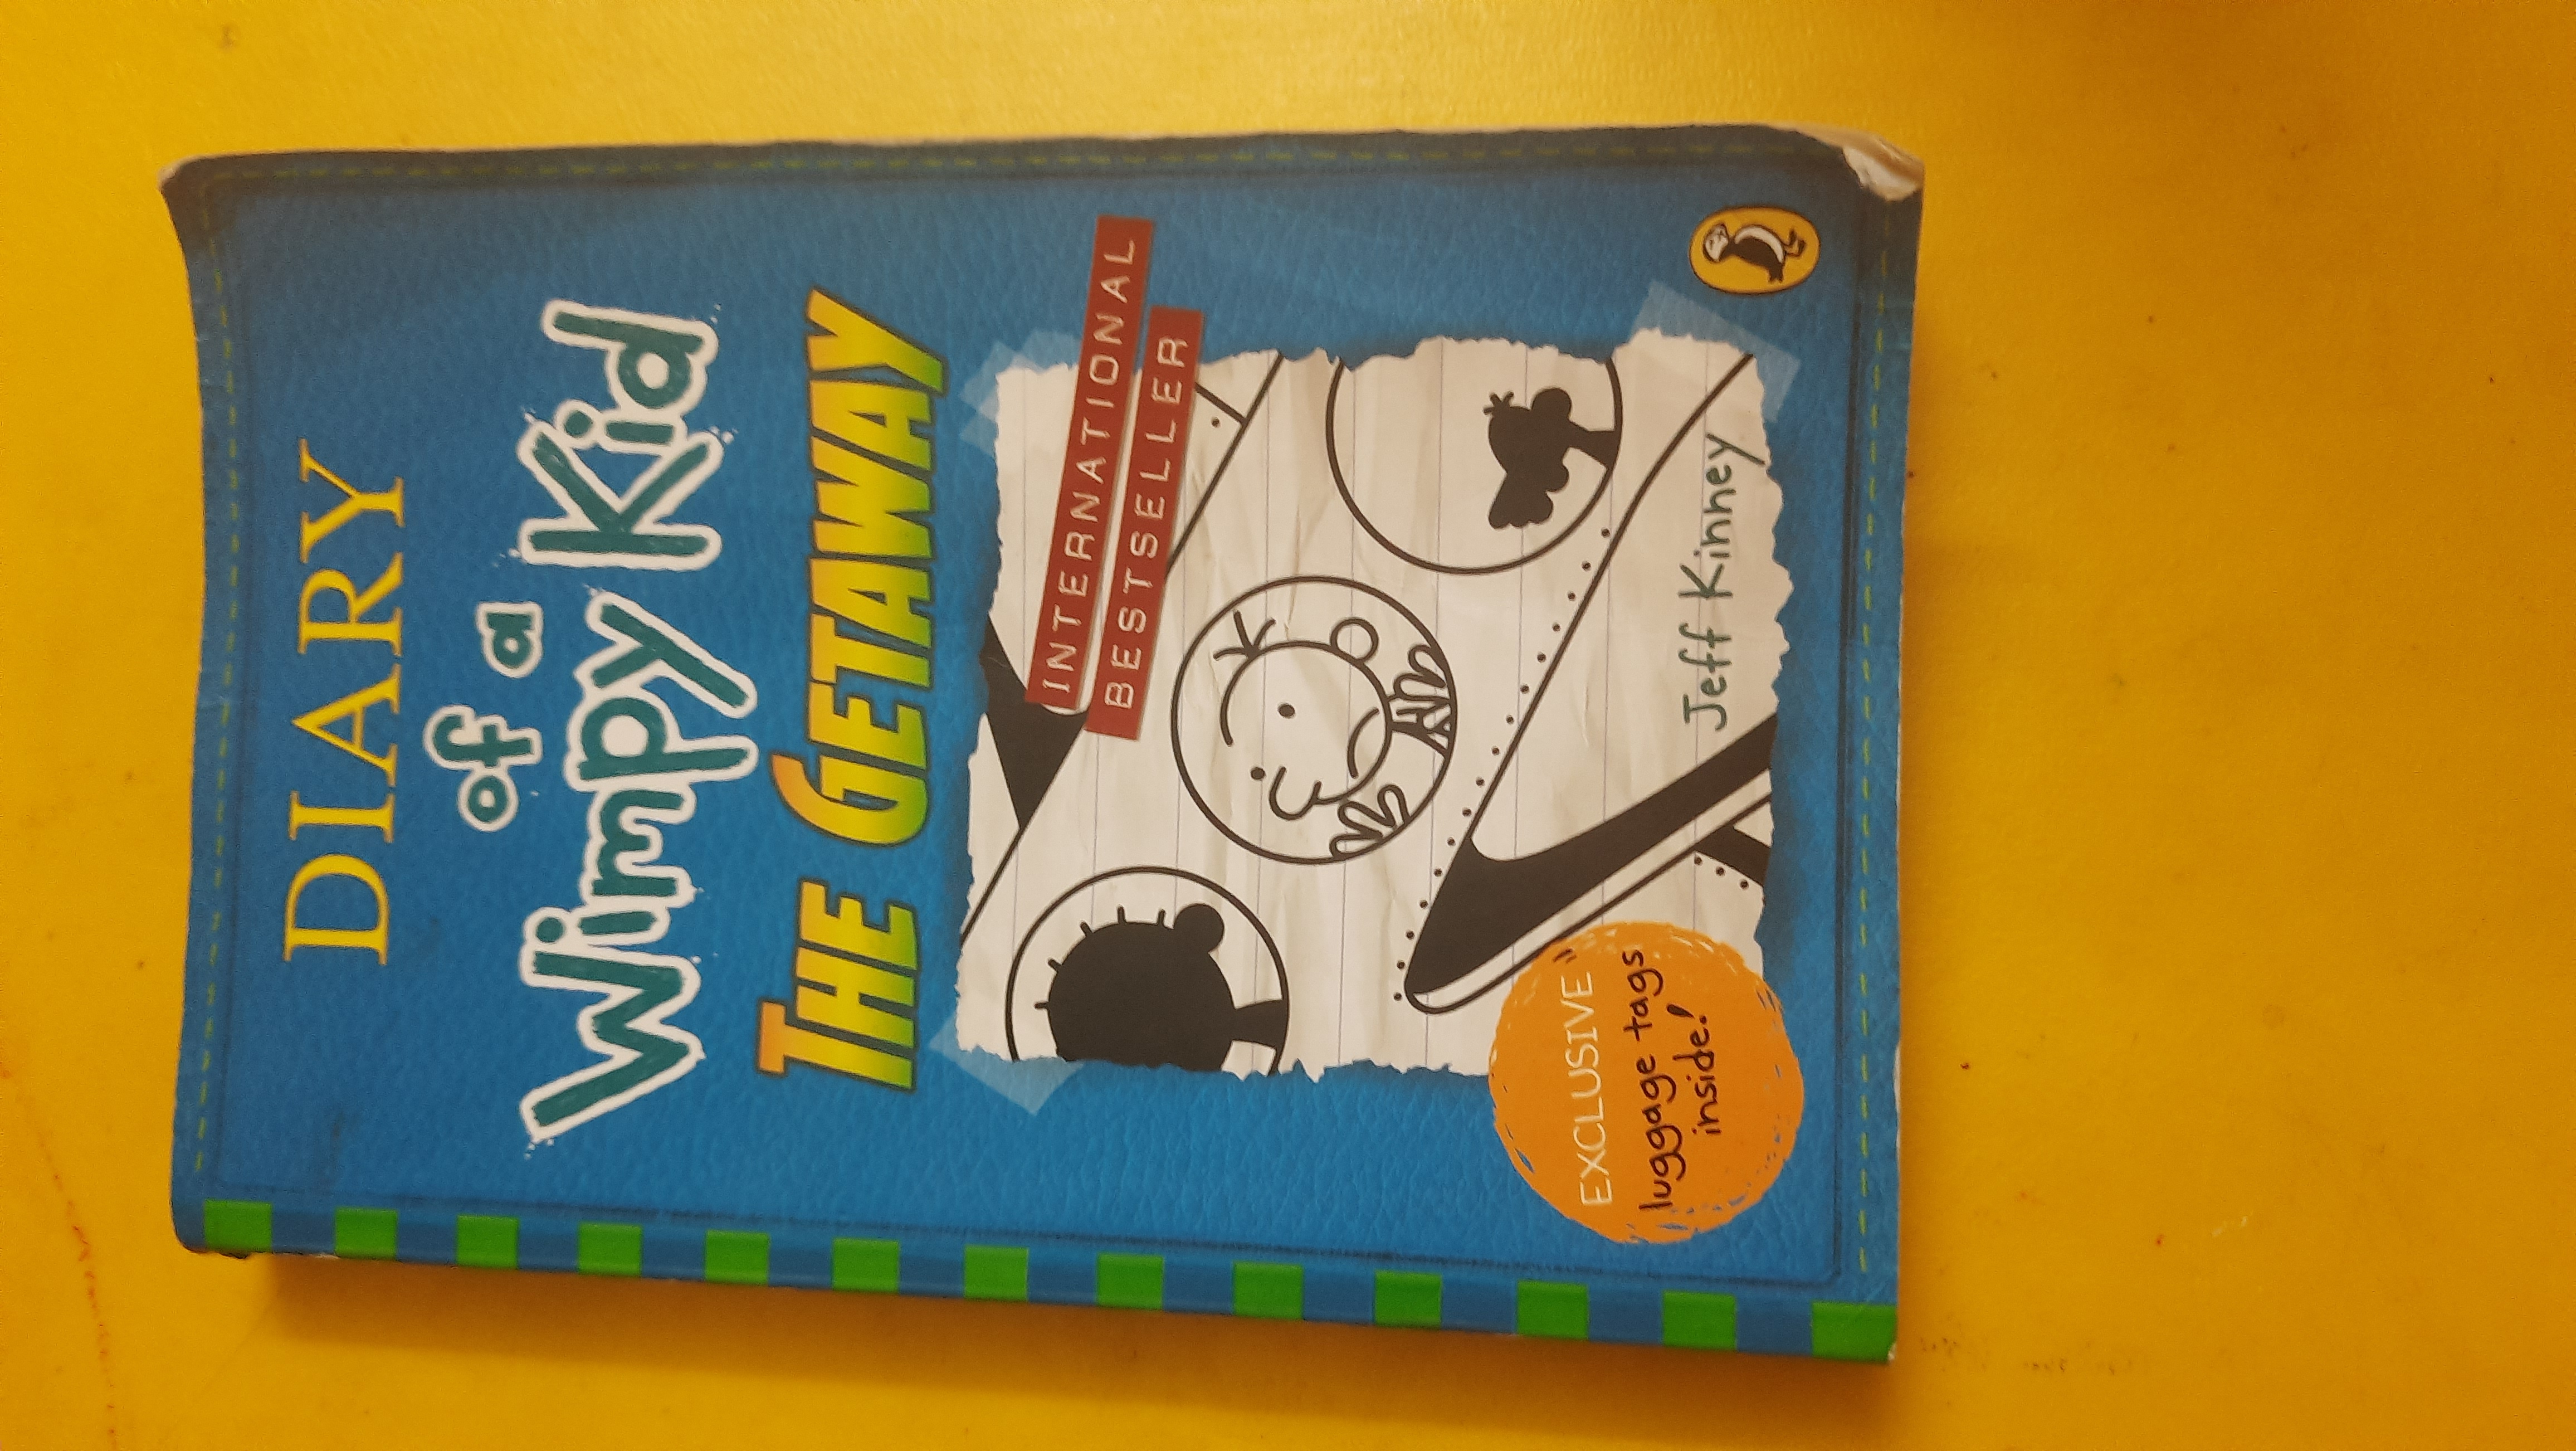 DIARY
of a
Wimpy Kid
THE GETAWAY
INTERNATIONAL
BESTSELLER
EXCLUSIVE
luggage tags
inside!
Jeff Kinney